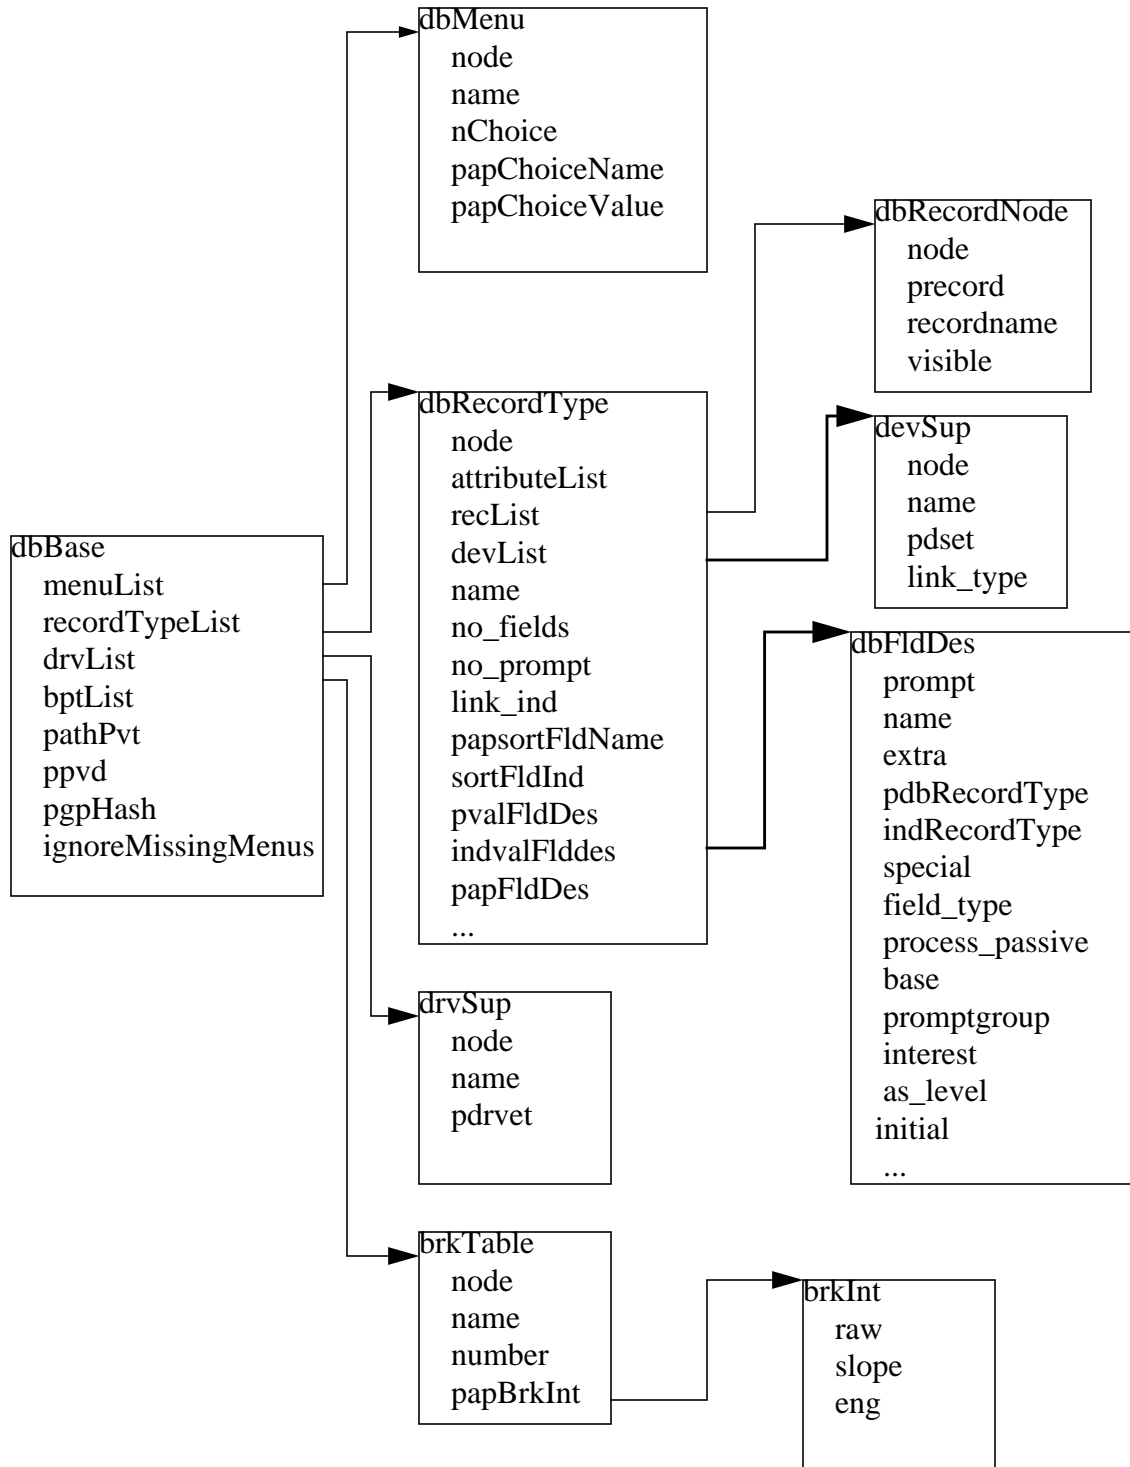 dbMenu
node
name
nChoice
papChoiceName
papChoiceValue
dbRecordNode
node
precord
recordname
visible
dbRecordType
node
attributeList
recList
devList
name
no_fields
no_prompt
link_ind
papsortFldName
sortFldInd
pvalFldDes
indvalFlddes
papFldDes
...
devSup
node
name
pdset
link_type
dbBase
menuList
recordTypeList
drvList
bptList
pathPvt
ppvd
pgpHash
ignoreMissingMenus
dbFldDes
prompt
name
extra
pdbRecordType
indRecordType
special
field_type
process_passive
base
promptgroup
interest
as_level
initial
...
drvSup
node
name
pdrvet
brkTable
node
name
number
papBrkInt
brkInt
raw
slope
eng